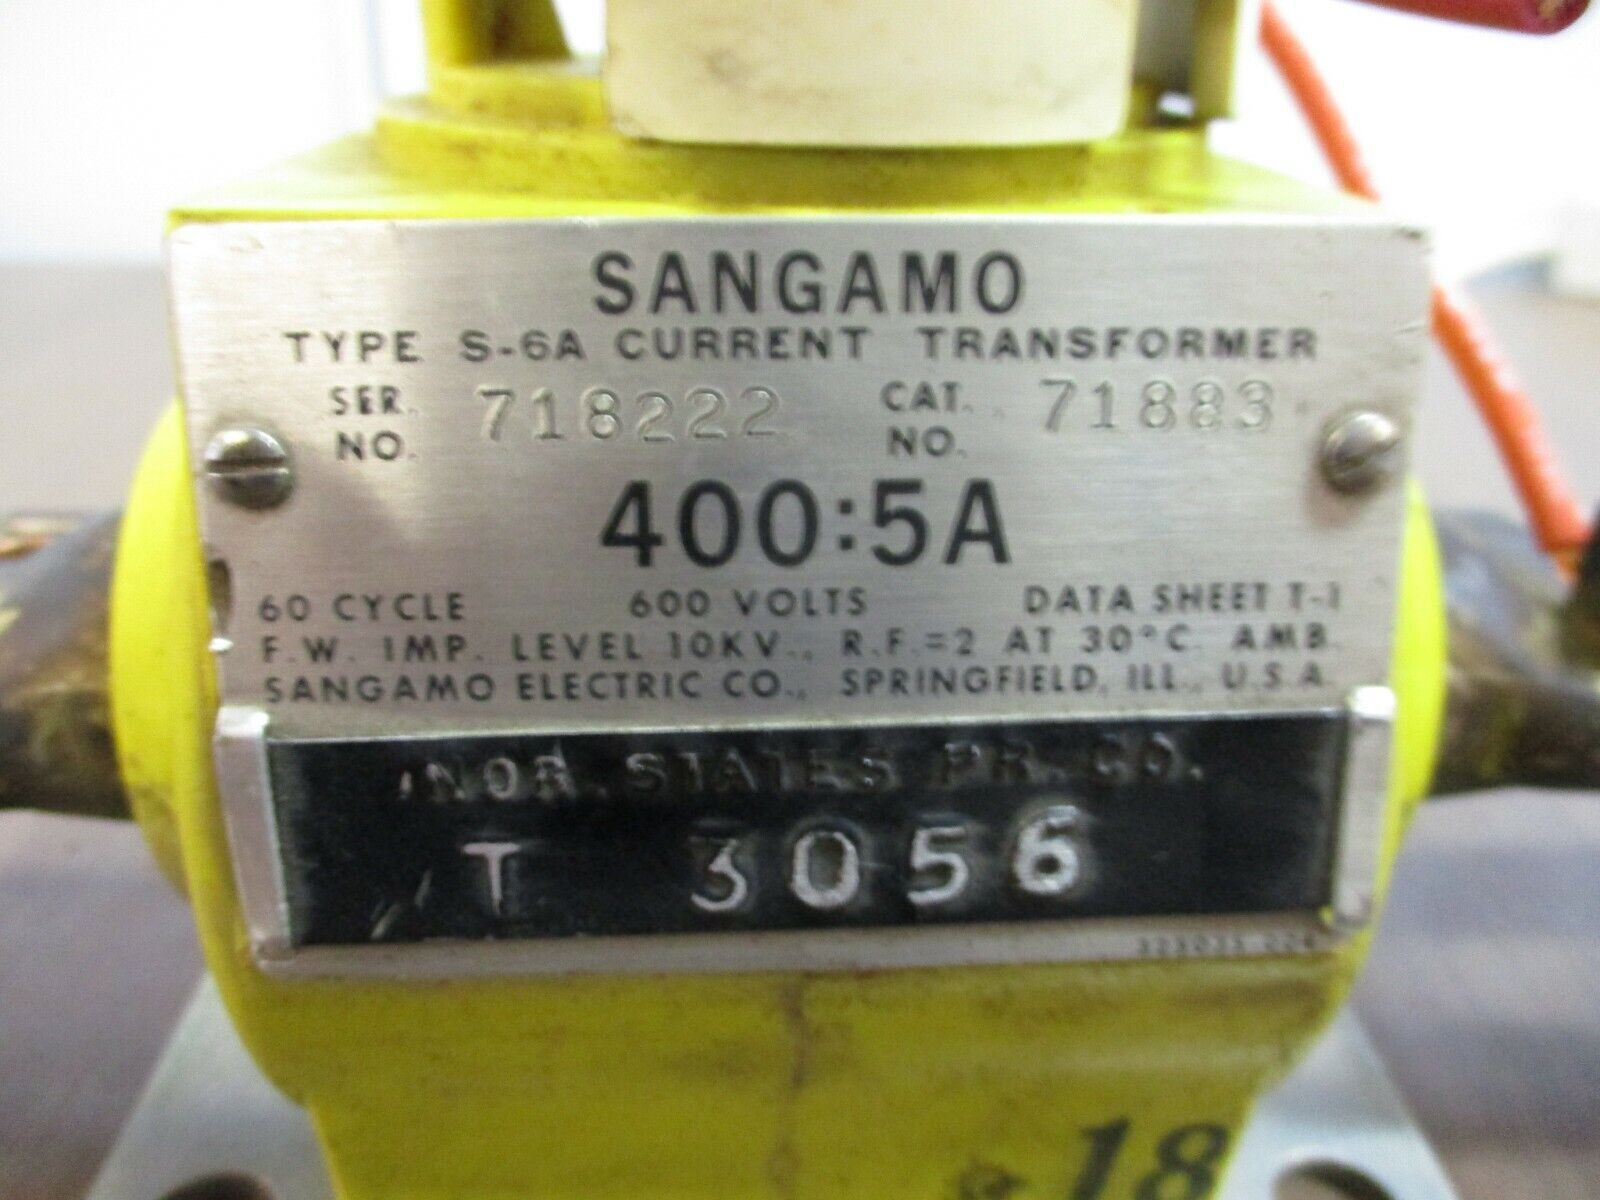 SANGAMO
TYPE S-6A CURRENT TRANSFORMER
SER. NO. 718222 CAT. NO. 71883
400:5A
60 CYCLE 600 VOLTS DATA SHEET T-1
F.W. IMP. LEVEL 10KV., R.F.=2 AT 30°C. AMB.
SANGAMO ELECTRIC CO., SPRINGFIELD, ILL., U.S.A.
NOR. STATES PR. CO.
T 3056
18